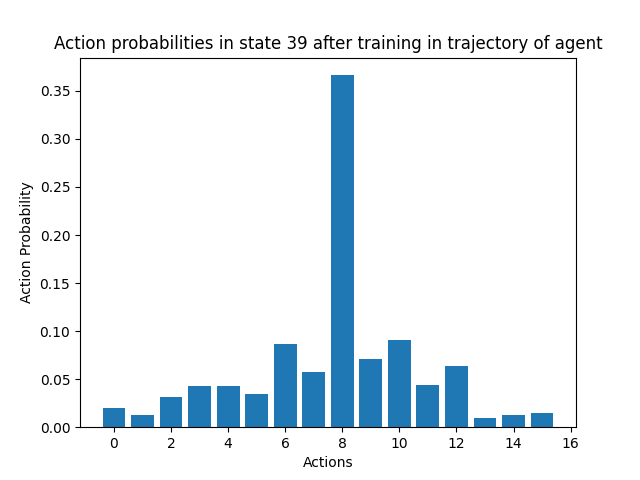 Action probabilities in state 39 after training in trajectory of agent
Action Probability
0.35
0.30
0.25
0.20
0.15
0.10
0.05
0.00
0 2 4 6 8 10 12 14 16
Actions